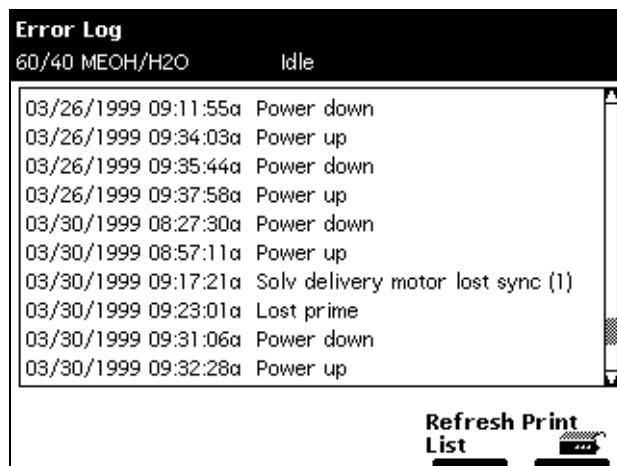 Error Log
60/40 MEOH/H2O Idle
03/26/1999 09:11:55a Power down
03/26/1999 09:34:03a Power up
03/26/1999 09:35:44a Power down
03/26/1999 09:37:58a Power up
03/30/1999 08:27:30a Power down
03/30/1999 08:57:11a Power up
03/30/1999 09:17:21a Solv delivery motor lost sync (1)
03/30/1999 09:23:01a Lost prime
03/30/1999 09:31:06a Power down
03/30/1999 09:32:28a Power up
Refresh Print
List